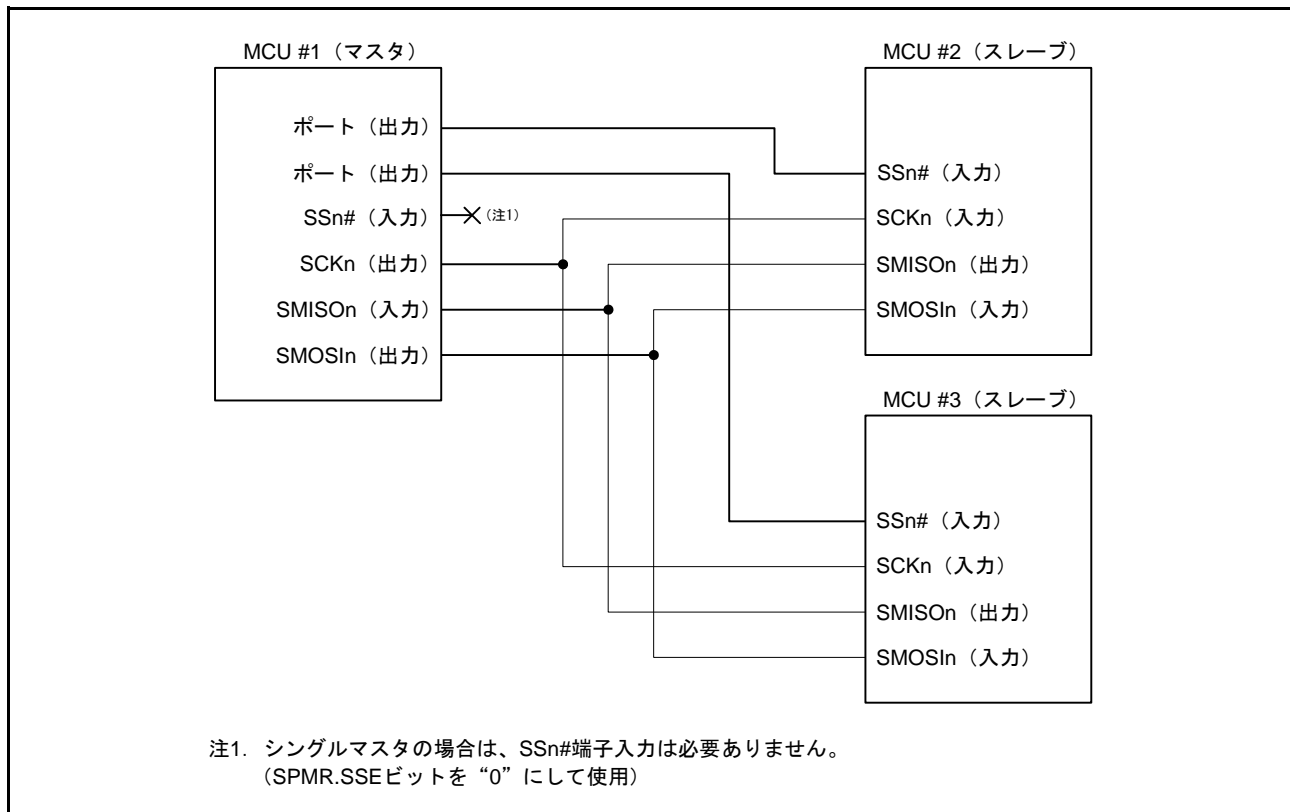 MCU #1（マスタ）
ポート（出力）
ポート（出力）
SSn#（入力）
（注1）
SCKn（出力）
SMISOn（入力）
SMOSIn（出力）
MCU #2（スレーブ）
SSn#（入力）
SCKn（入力）
SMISOn（出力）
SMOSIn（入力）
MCU #3（スレーブ）
SSn#（入力）
SCKn（入力）
SMISOn（出力）
SMOSIn（入力）
注1. シングルマスタの場合は、SSn#端子入力は必要ありません。
（SPMR.SSEビットを“0”にして使用）